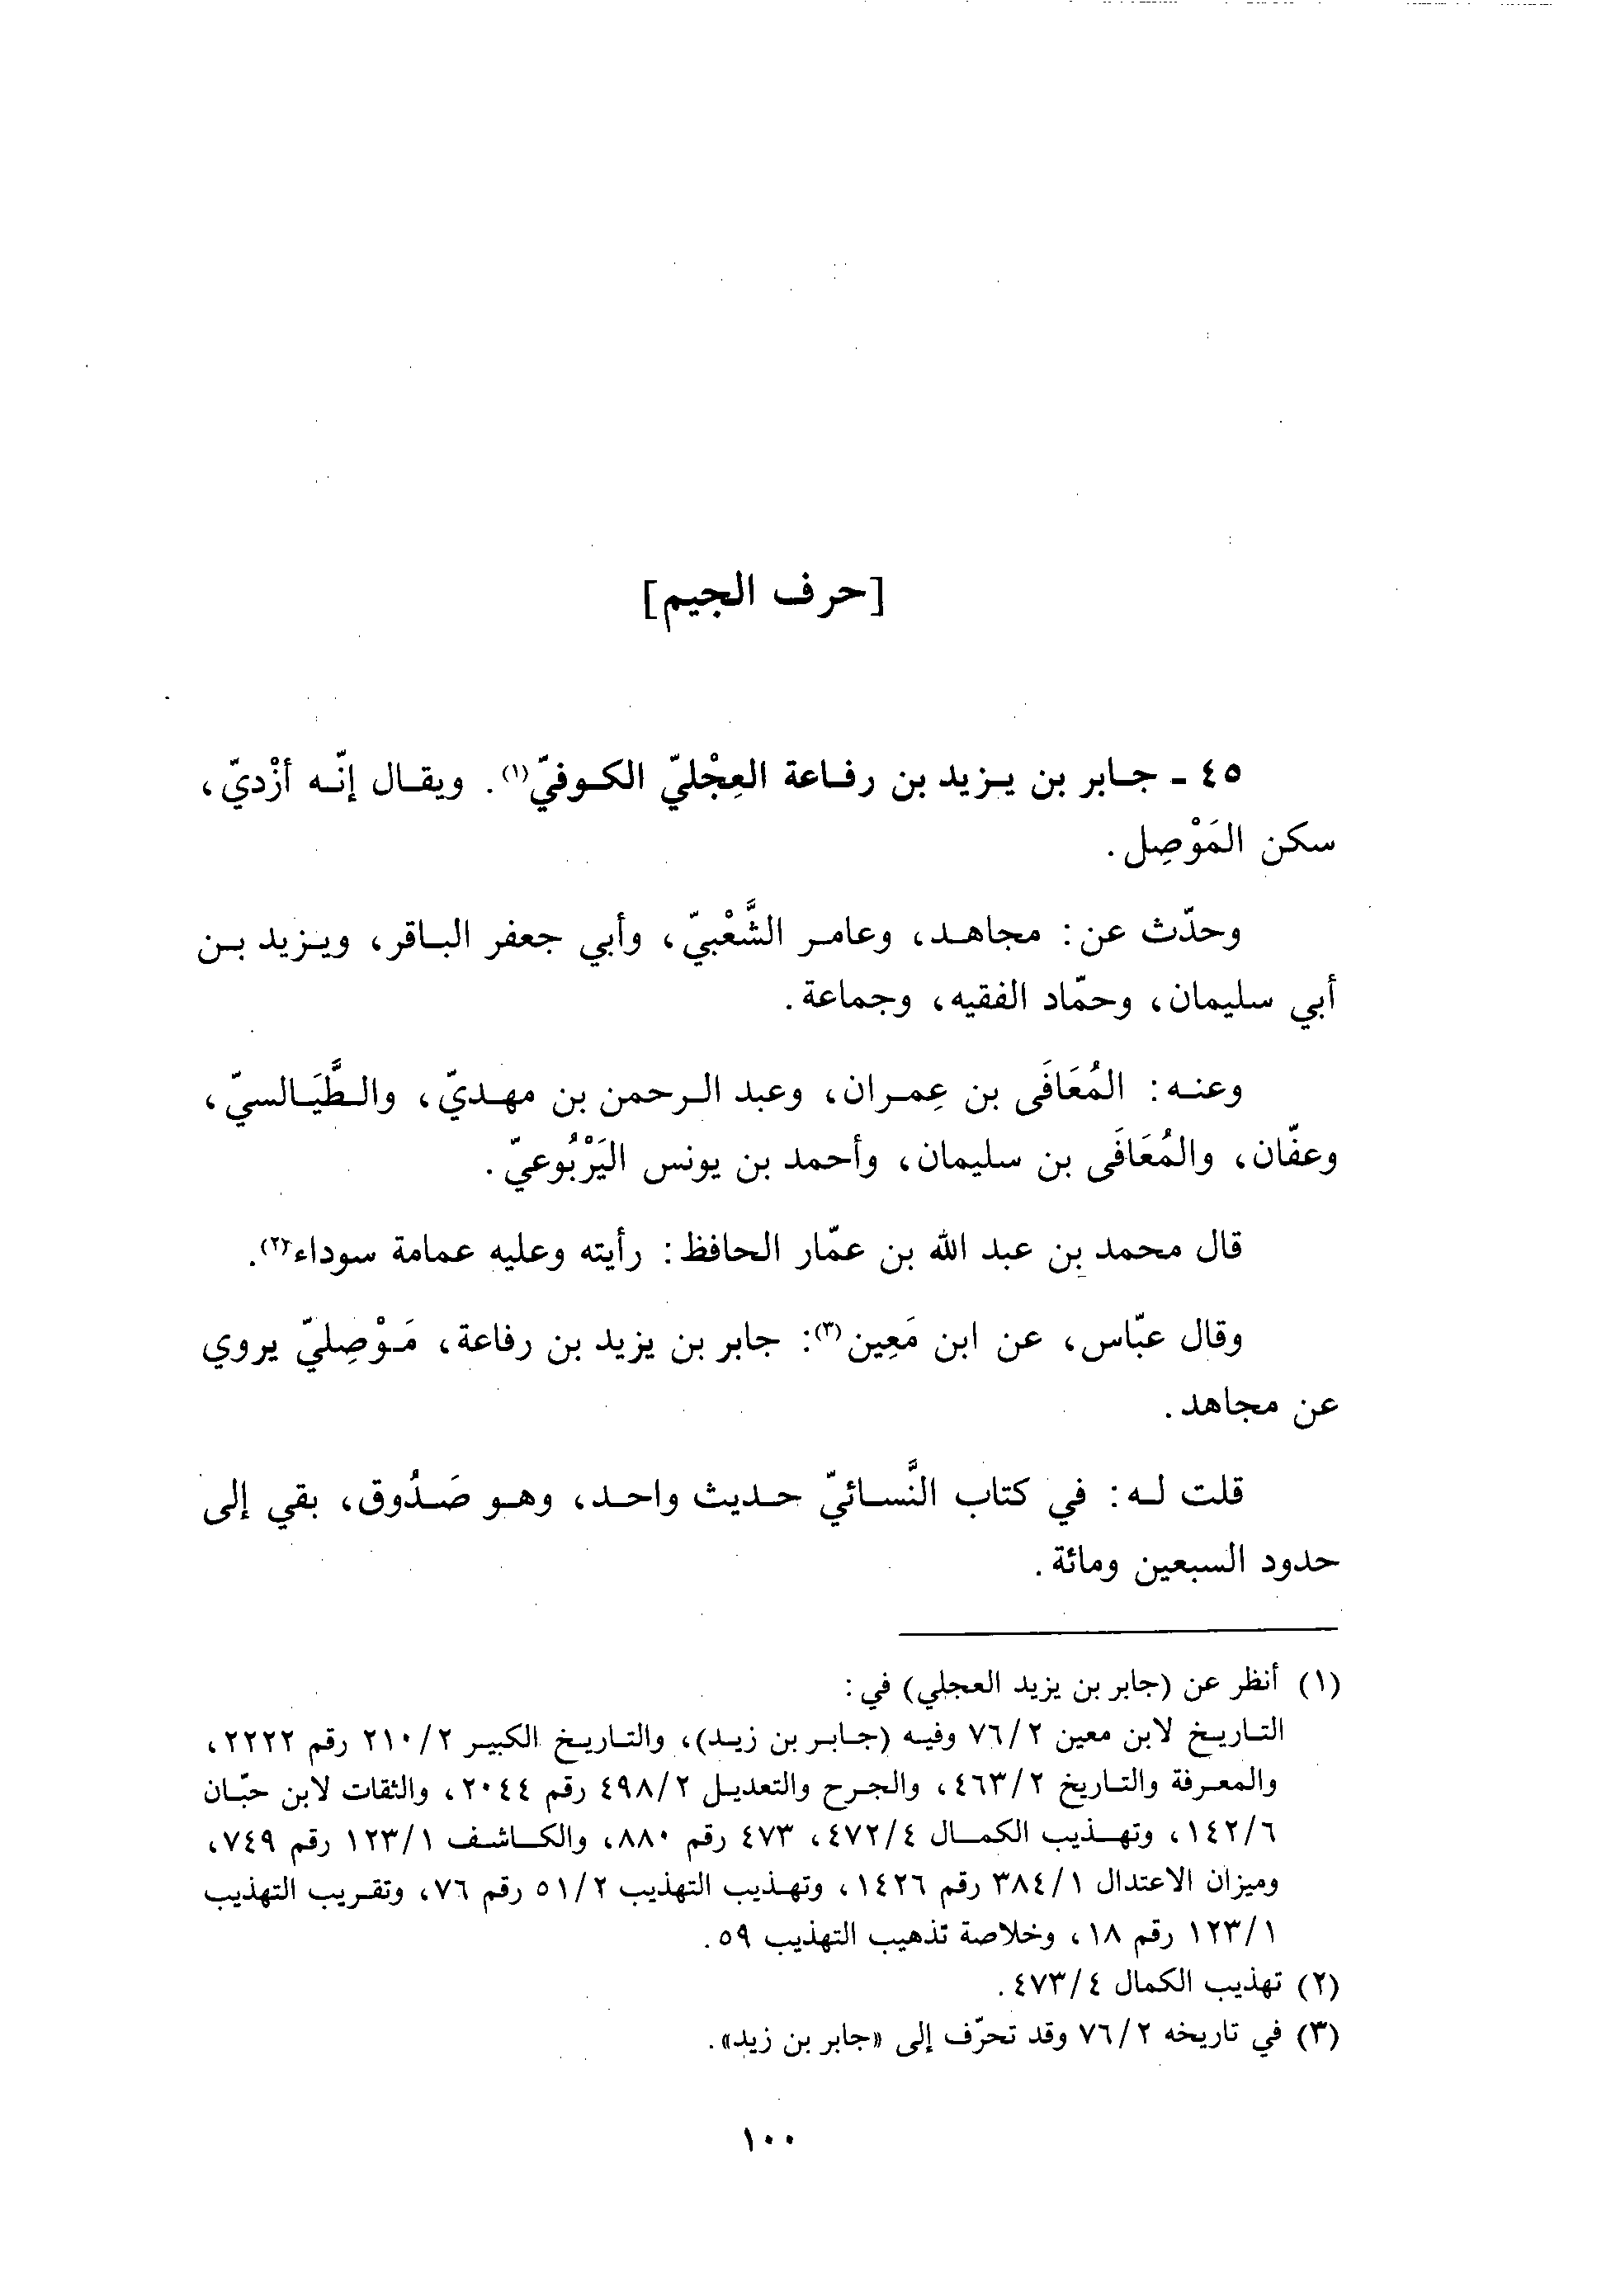 [حرف الجيم]
٤٥ - جابر بن يزيد بن رفاعة العِجْليّ الكوفيّ(١). ويقال إنّه أزْديّ،
سكن المَوْصِل.
وحدّث عن: مجاهد، وعامر الشَّعْبيّ، وأبي جعفر الباقر، ويزيد بن
أبي سليمان، وحمّاد الفقيه، وجماعة.
وعنه: المُعَافَى بن عِمران، وعبد الرحمن بن مهديّ، والطَّيَالسيّ،
وعفّان، والمُعَافَى بن سليمان، وأحمد بن يونس اليَرْبُوعيّ.
قال محمد بن عبد الله بن عمّار الحافظ: رأيته وعليه عمامة سوداء(٢).
وقال عبّاس، عن ابن مَعِين(٣): جابر بن يزيد بن رفاعة، مَوْصِليّ يروي
عن مجاهد.
قلت له: في كتاب النَّسائيّ حديث واحد، وهو صَدُوق، بقي إلى
حدود السبعين ومائة.
(١) أنظر عن (جابر بن يزيد العجلي) في:
التاريخ لابن معين ٧٦/٢ وفيه (جابر بن زيد)، والتاريخ الكبير ٢١٠/٢ رقم ٢٢٢٢،
والمعرفة والتاريخ ٤٦٣/٢، والجرح والتعديل ٤٩٨/٢ رقم ٢٠٤٤، والثقات لابن حبّان
١٤٢/٦، وتهذيب الكمال ٤٧٢/٤، ٤٧٣ رقم ٨٨٠، والكاشف ١٢٣/١ رقم ٧٤٩،
وميزان الاعتدال ٣٨٤/١ رقم ١٤٢٦، وتهذيب التهذيب ٥١/٢ رقم ٧٦، وتقريب التهذيب
١٢٣/١ رقم ١٨، وخلاصة تذهيب التهذيب ٥٩.
(٢) تهذيب الكمال ٤٧٣/٤.
(٣) في تاريخه ٧٦/٢ وقد تحرّف إلى «جابر بن زيد».
١٠٠